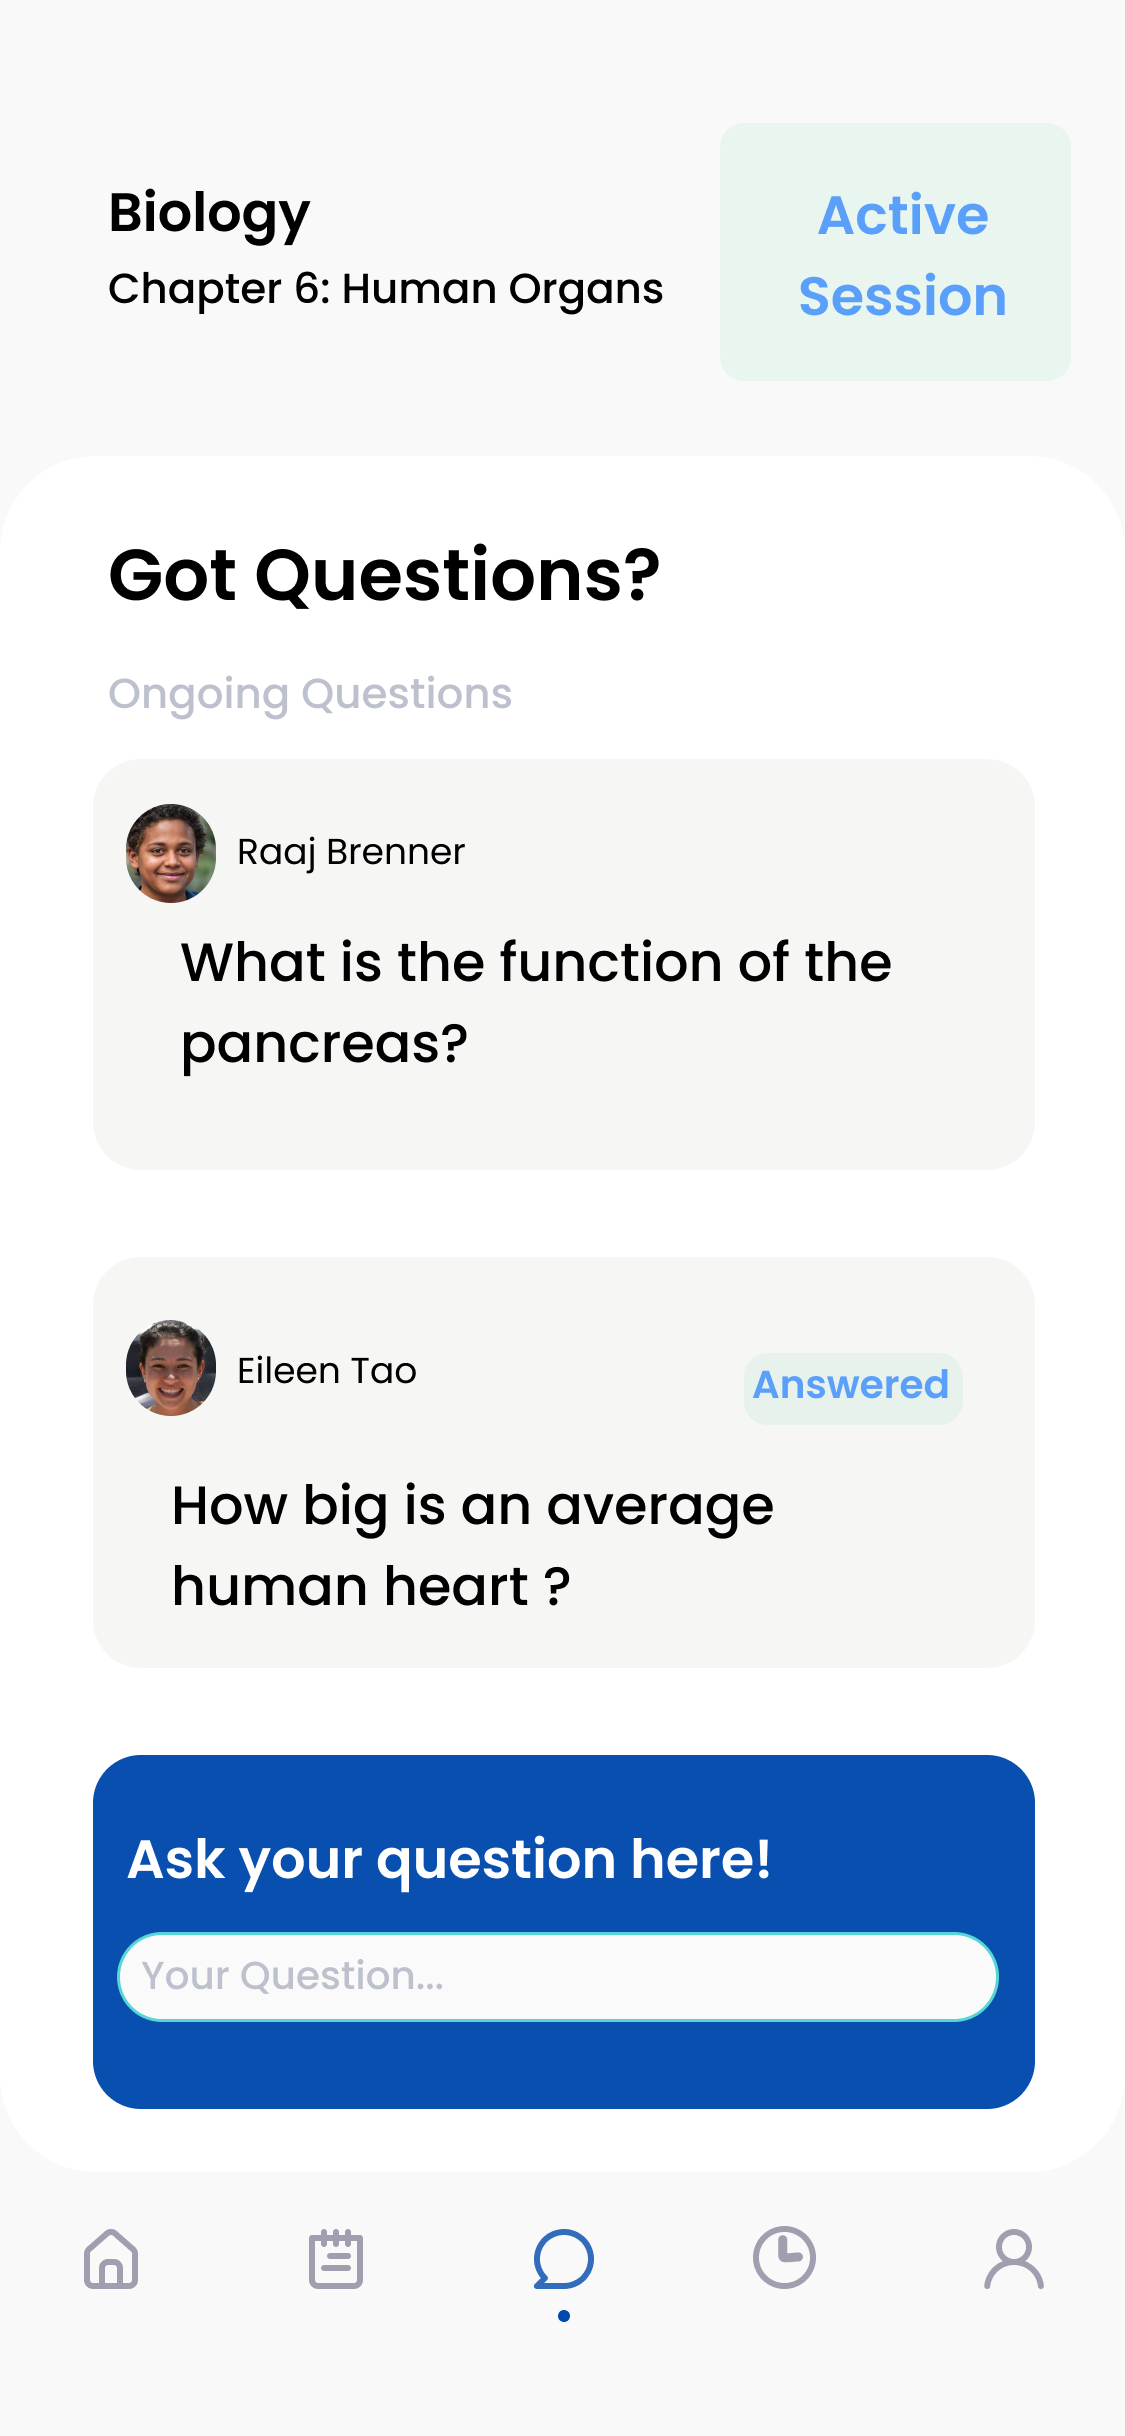 Biology
Chapter 6: Human Organs
Active
Session
Got Questions?
Ongoing Questions
Raaj Brenner
What is the function of the
pancreas?
Eileen Tao
Answered
How big is an average
human heart ?
Ask your question here!
Your Question...